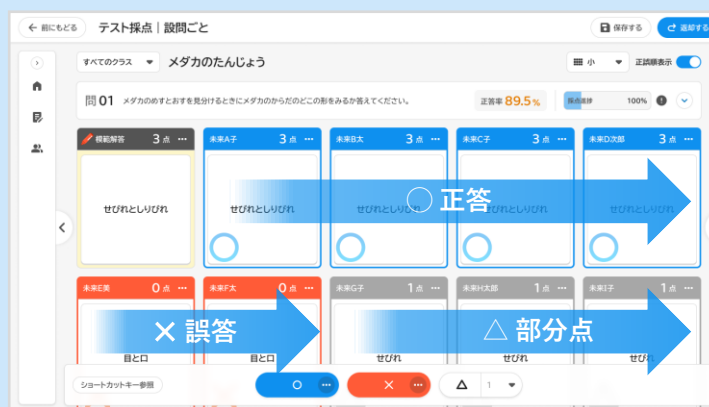 ← 前にもどる テスト採点｜設問ごと 保存する 返却する
すべてのクラス ▼ メダカのたんじょう 小 ▼ 正誤順表示
問 01 メダカのめすとおすを見分けるときにメダカのからだのどこの形をみるか答えてください。 正答率 89.5% 採点進捗 100%
模範解答 3 点 ••• 未来A子 3 点 ••• 未来B太 3 点 ••• 未来C子 3 点 ••• 未来D次郎 3 点 •••
せびれとしりびれ せびれとしりびれ せびれとしりびれ せびれとしりびれ せびれとしりびれ
○ 正答
未来E美 0 点 ••• 未来F太 0 点 ••• 未来G子 1 点 ••• 未来H太郎 1 点 ••• 未来I子 1 点 •••
× 誤答 △ 部分点
目と口 目と口 せびれ せびれ せびれ
ショートカットキー参照 ○ ••• × ••• △ 1 ▼